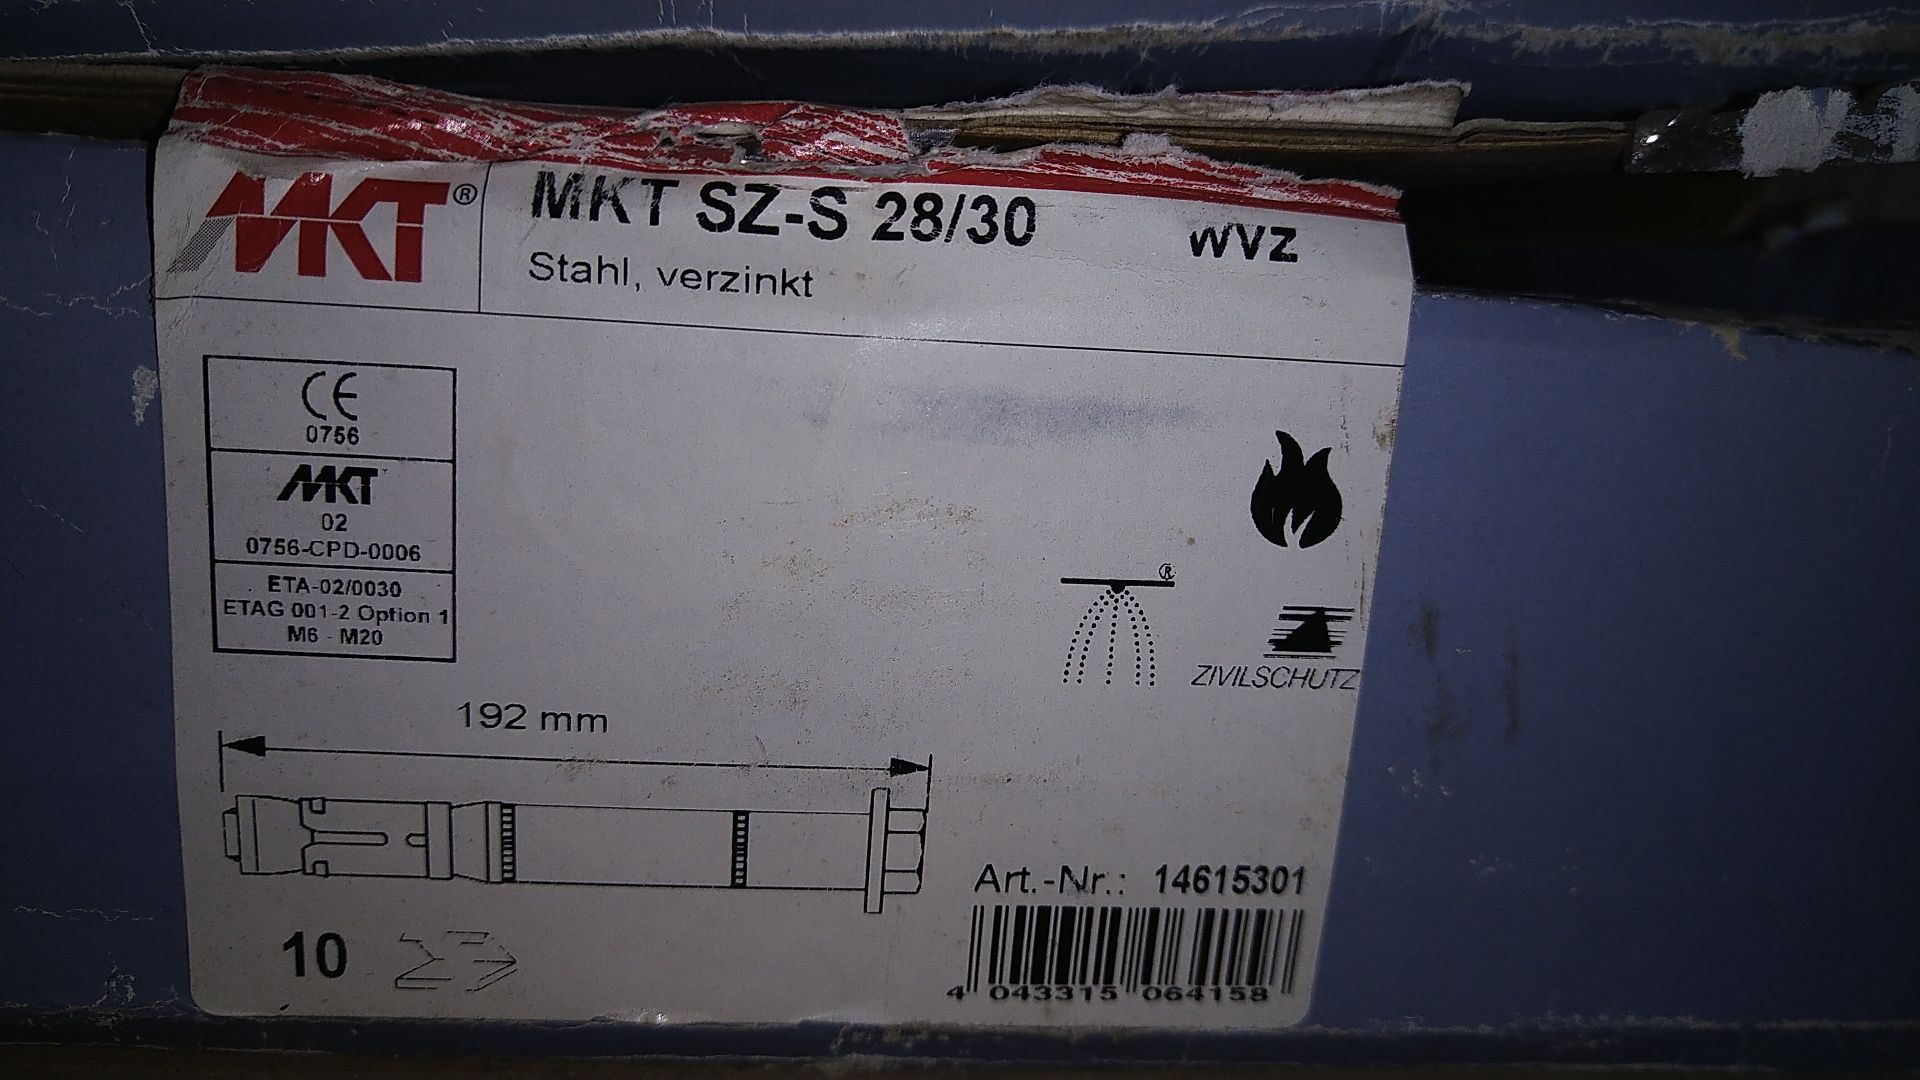 MKT®
MKT SZ-S 28/30 wvz
Stahl, verzinkt
CE
0756
MKT
02
0756-CPD-0006
ETA-02/0030
ETAG 001-2 Option 1
M6 - M20
®
ZIVILSCHUTZ
192 mm
Art.-Nr.: 14615301
10
4 043315 064158